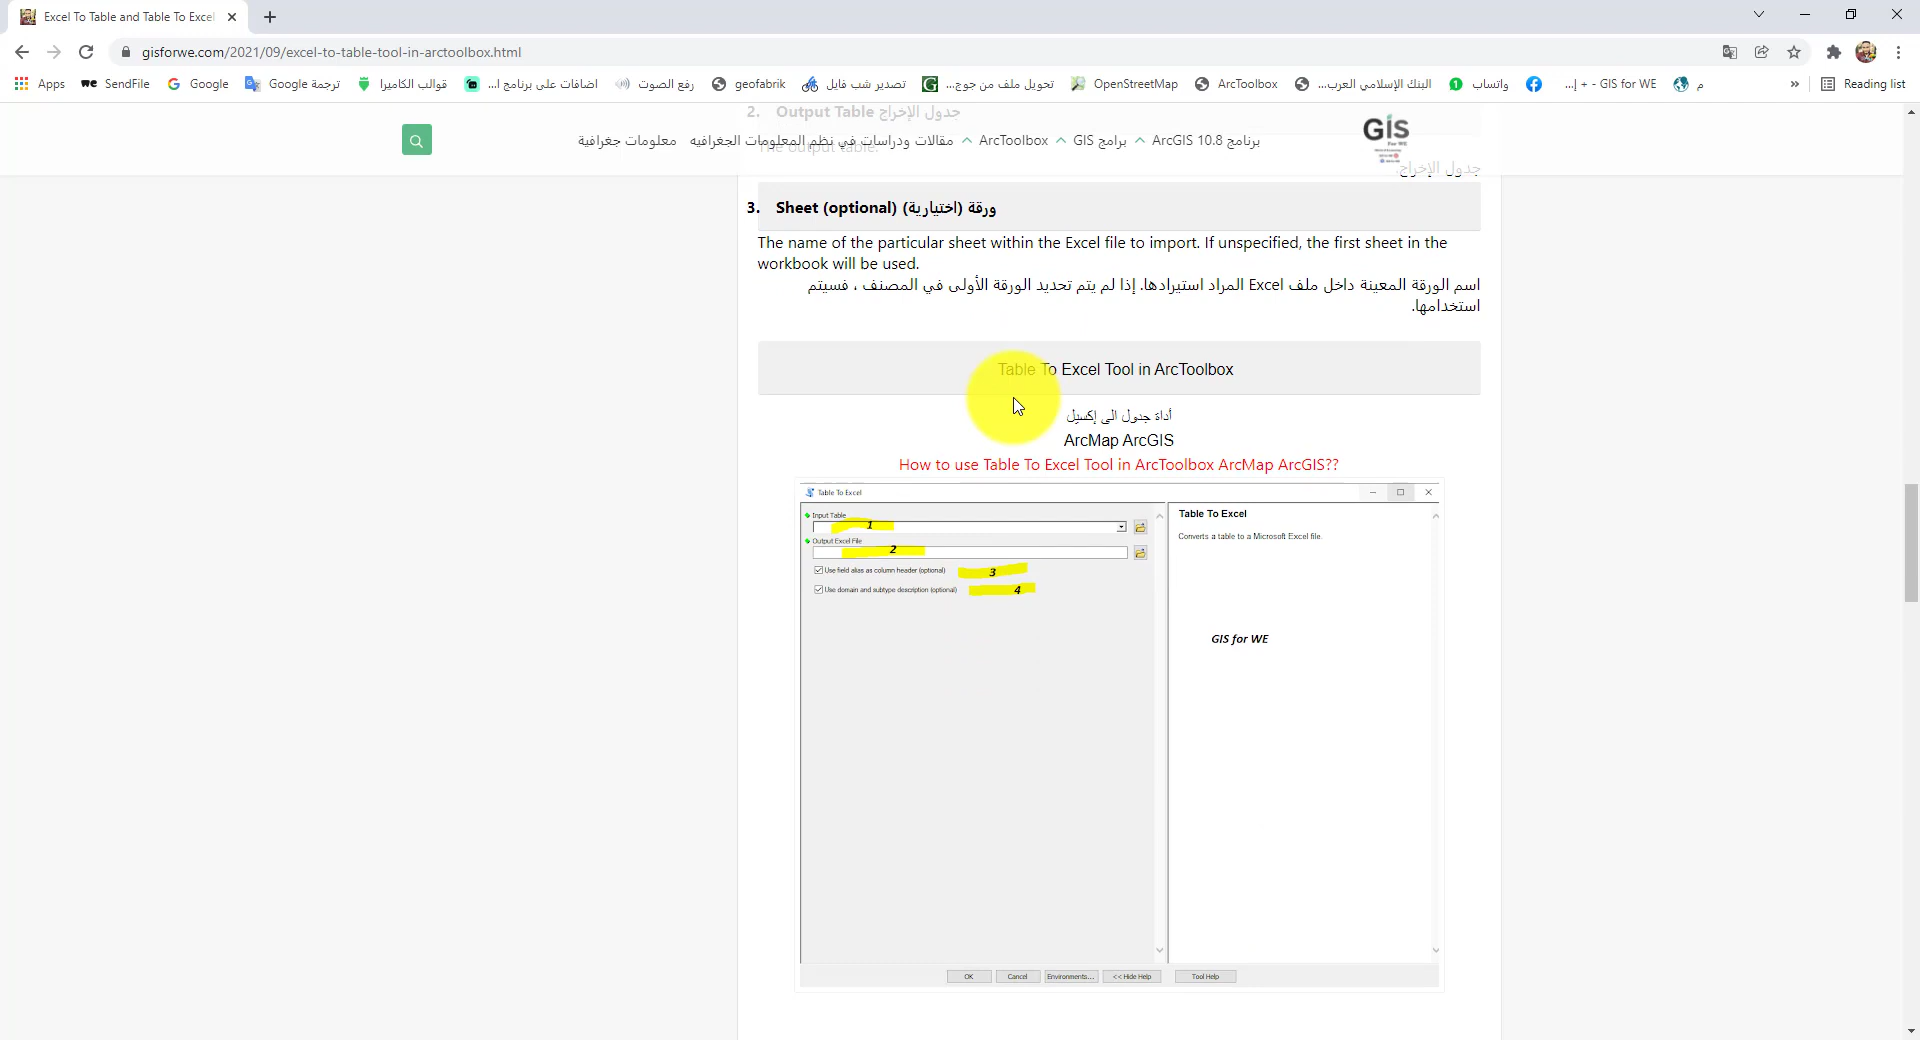 Excel To Table and Table To Excel
gisforwe.com/2021/09/excel-to-table-tool-in-arctoolbox.html
Apps
SendFile
Google
ترجمة Google
قوالب الكاميرا
اضافات على برنامج ا...
رفع الصوت
geofabrik
تصدير شب فايل
تحويل ملف من جوج...
OpenStreetMap
ArcToolbox
البنك الإسلامي العرب...
واتساب
GIS for WE - + إ...
م
»
Reading list
2. Output Table جدول الإخراج
The output table.
جدول الإخراج.
GIS
For WE
برنامج ArcGIS 10.8
برامج GIS
ArcToolbox
مقالات ودراسات في نظم المعلومات الجغرافيه
معلومات جغرافية
3. Sheet (optional) ورقة (اختيارية)
The name of the particular sheet within the Excel file to import. If unspecified, the first sheet in the
workbook will be used.
اسم الورقة المعينة داخل ملف Excel المراد استيرادها. إذا لم يتم تحديد الورقة الأولى في المصنف ، فسيتم
استخدامها.
Table To Excel Tool in ArcToolbox
أداة جدول الى إكسيل
ArcMap ArcGIS
How to use Table To Excel Tool in ArcToolbox ArcMap ArcGIS??
Table To Excel
Input Table
1
Output Excel File
2
Use field alias as column header (optional)
3
Use domain and subtype description (optional)
4
Table To Excel
Converts a table to a Microsoft Excel file.
GIS for WE
OK
Cancel
Environments...
<< Hide Help
Tool Help